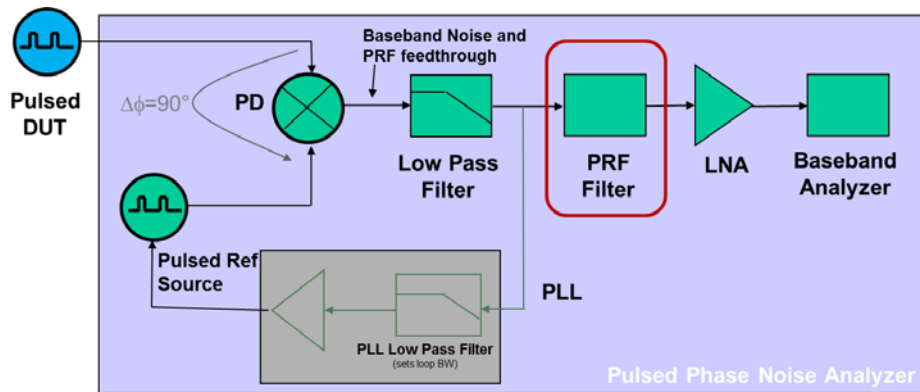 Pulsed
DUT
Δϕ=90°
PD
Baseband Noise and
PRF feedthrough
Low Pass
Filter
PRF
Filter
LNA
Baseband
Analyzer
Pulsed Ref
Source
PLL
PLL Low Pass Filter
(sets loop BW)
Pulsed Phase Noise Analyzer